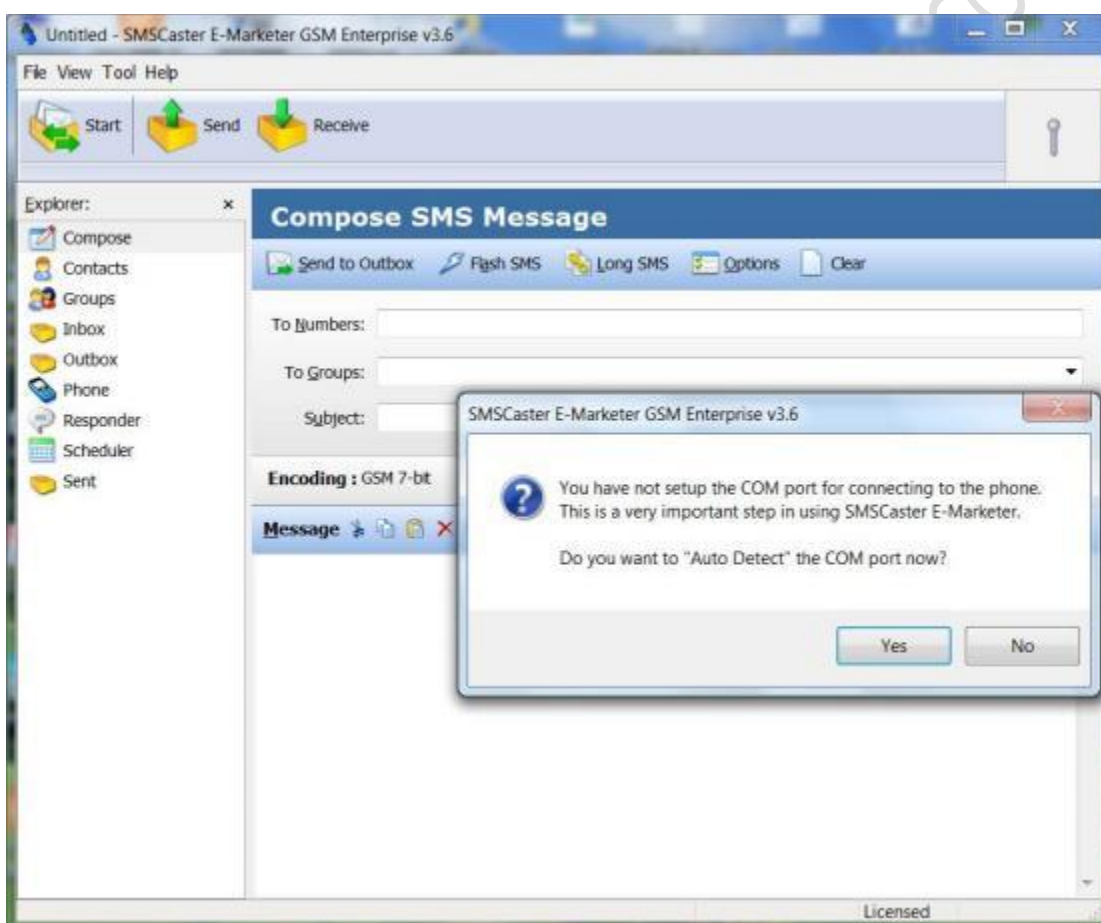 Untitled - SMSCaster E-Marketer GSM Enterprise v3.6
File View Tool Help
Start Send Receive
Explorer:
Compose
Contacts
Groups
Inbox
Outbox
Phone
Responder
Scheduler
Sent
Compose SMS Message
Send to Outbox Flash SMS Long SMS Options Clear
To Numbers:
To Groups:
Subject:
Encoding : GSM 7-bit
Message
SMSCaster E-Marketer GSM Enterprise v3.6
You have not setup the COM port for connecting to the phone.
This is a very important step in using SMSCaster E-Marketer.
Do you want to "Auto Detect" the COM port now?
Yes No
Licensed